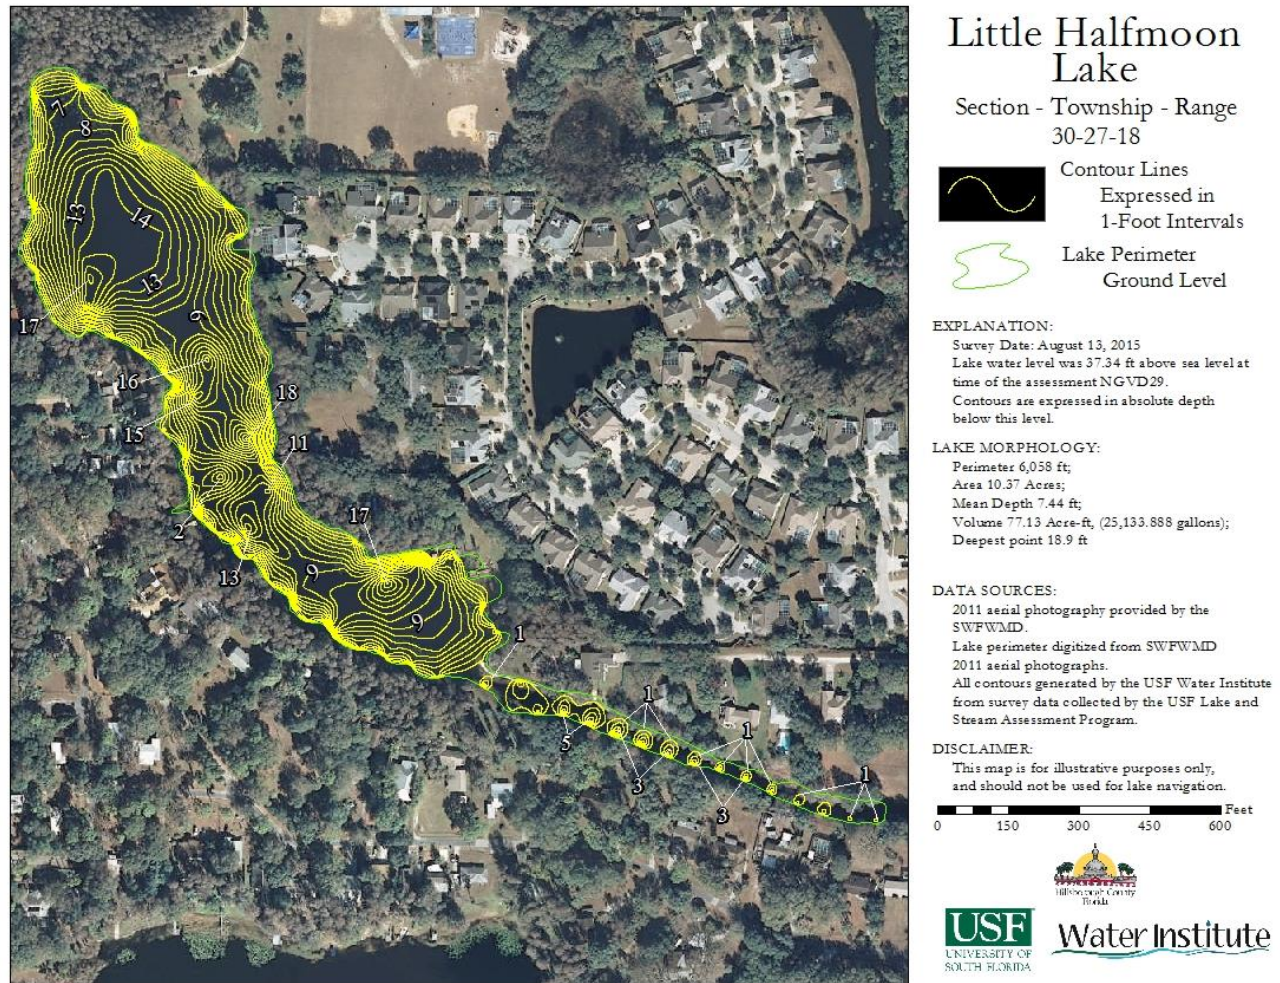 Little Halfmoon
Lake
Section - Township - Range
30-27-18
Contour Lines
Expressed in
1-Foot Intervals
Lake Perimeter
Ground Level
EXPLANATION:
Survey Date: August 13, 2015
Lake water level was 37.34 ft above sea level at
time of the assessment NGVD29.
Contours are expressed in absolute depth
below this level.
LAKE MORPHOLOGY:
Perimeter 6,058 ft;
Area 10.37 Acres;
Mean Depth 7.44 ft;
Volume 77.13 Acre-ft, (25,133.888 gallons);
Deepest point 18.9 ft
DATA SOURCES:
2011 aerial photography provided by the
SWFWMD.
Lake perimeter digitized from SWFWMD
2011 aerial photographs.
All contours generated by the USF Water Institute
from survey data collected by the USF Lake and
Stream Assessment Program.
DISCLAIMER:
This map is for illustrative purposes only,
and should not be used for lake navigation.
Feet
0 150 300 450 600
Hillsborough County
Florida
USF
UNIVERSITY OF
SOUTH FLORIDA
Water Institute
7
8
13
14
13
17
9
16
18
15
11
17
2
13
9
9
1
1
5
1
3
1
3